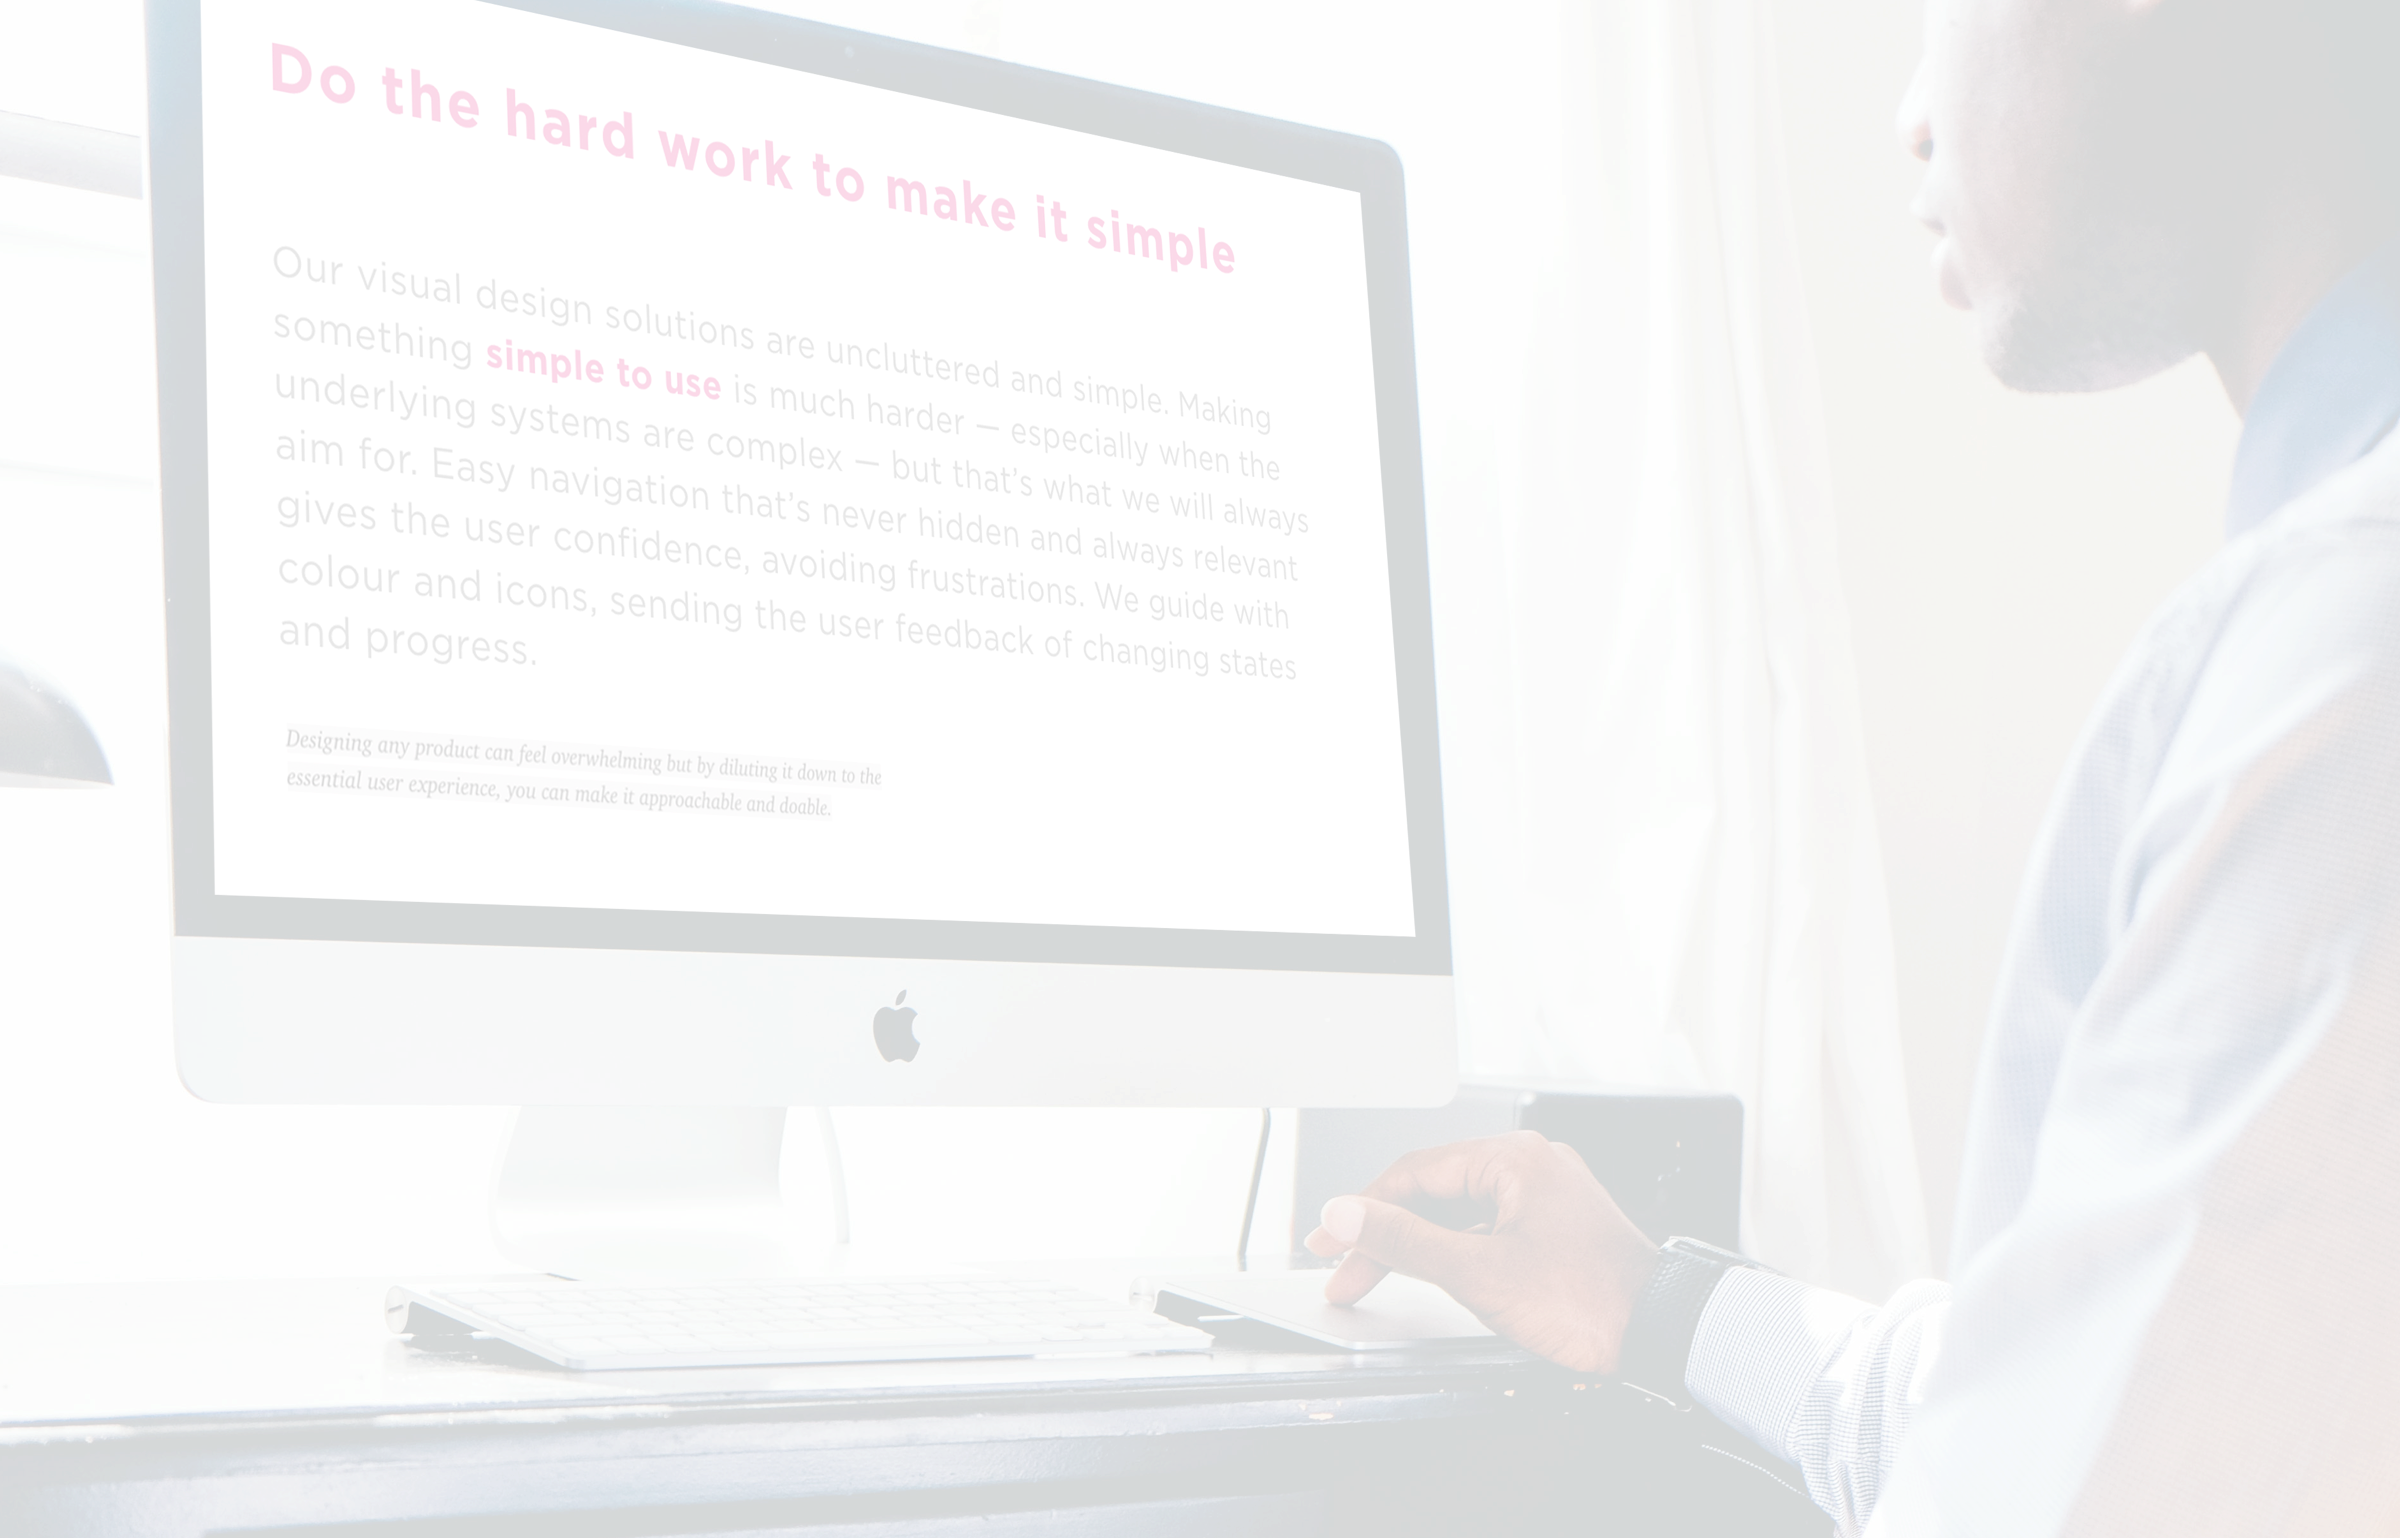 Do the hard work to make it simple
Our visual design solutions are uncluttered and simple. Making
something simple to use is much harder — especially when the
underlying systems are complex — but that’s what we will always
aim for. Easy navigation that’s never hidden and always relevant
gives the user confidence, avoiding frustrations. We guide with
colour and icons, sending the user feedback of changing states
and progress.
Designing any product can feel overwhelming but by diluting it down to the
essential user experience, you can make it approachable and doable.